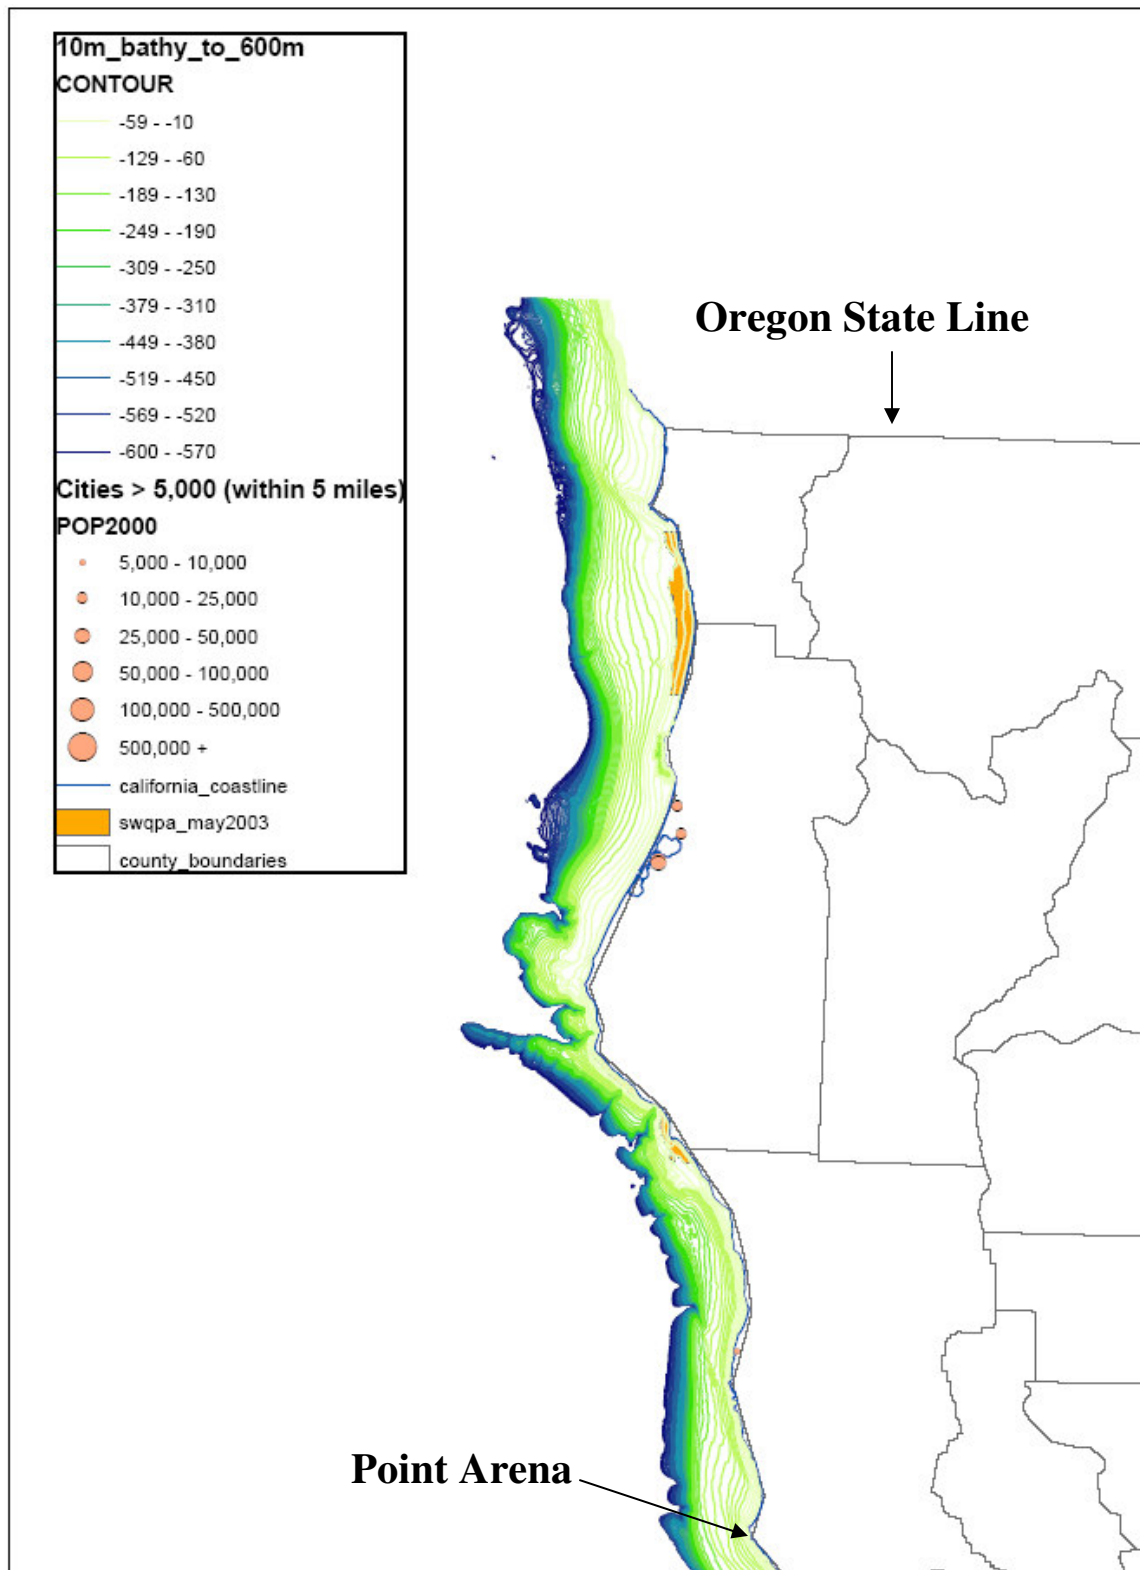 10m_bathy_to_600m
CONTOUR
-59 - -10
-129 - -60
-189 - -130
-249 - -190
-309 - -250
-379 - -310
-449 - -380
-519 - -450
-569 - -520
-600 - -570
Cities > 5,000 (within 5 miles)
POP2000
5,000 - 10,000
10,000 - 25,000
25,000 - 50,000
50,000 - 100,000
100,000 - 500,000
500,000 +
california_coastline
swqpa_may2003
county_boundaries
Oregon State Line
Point Arena